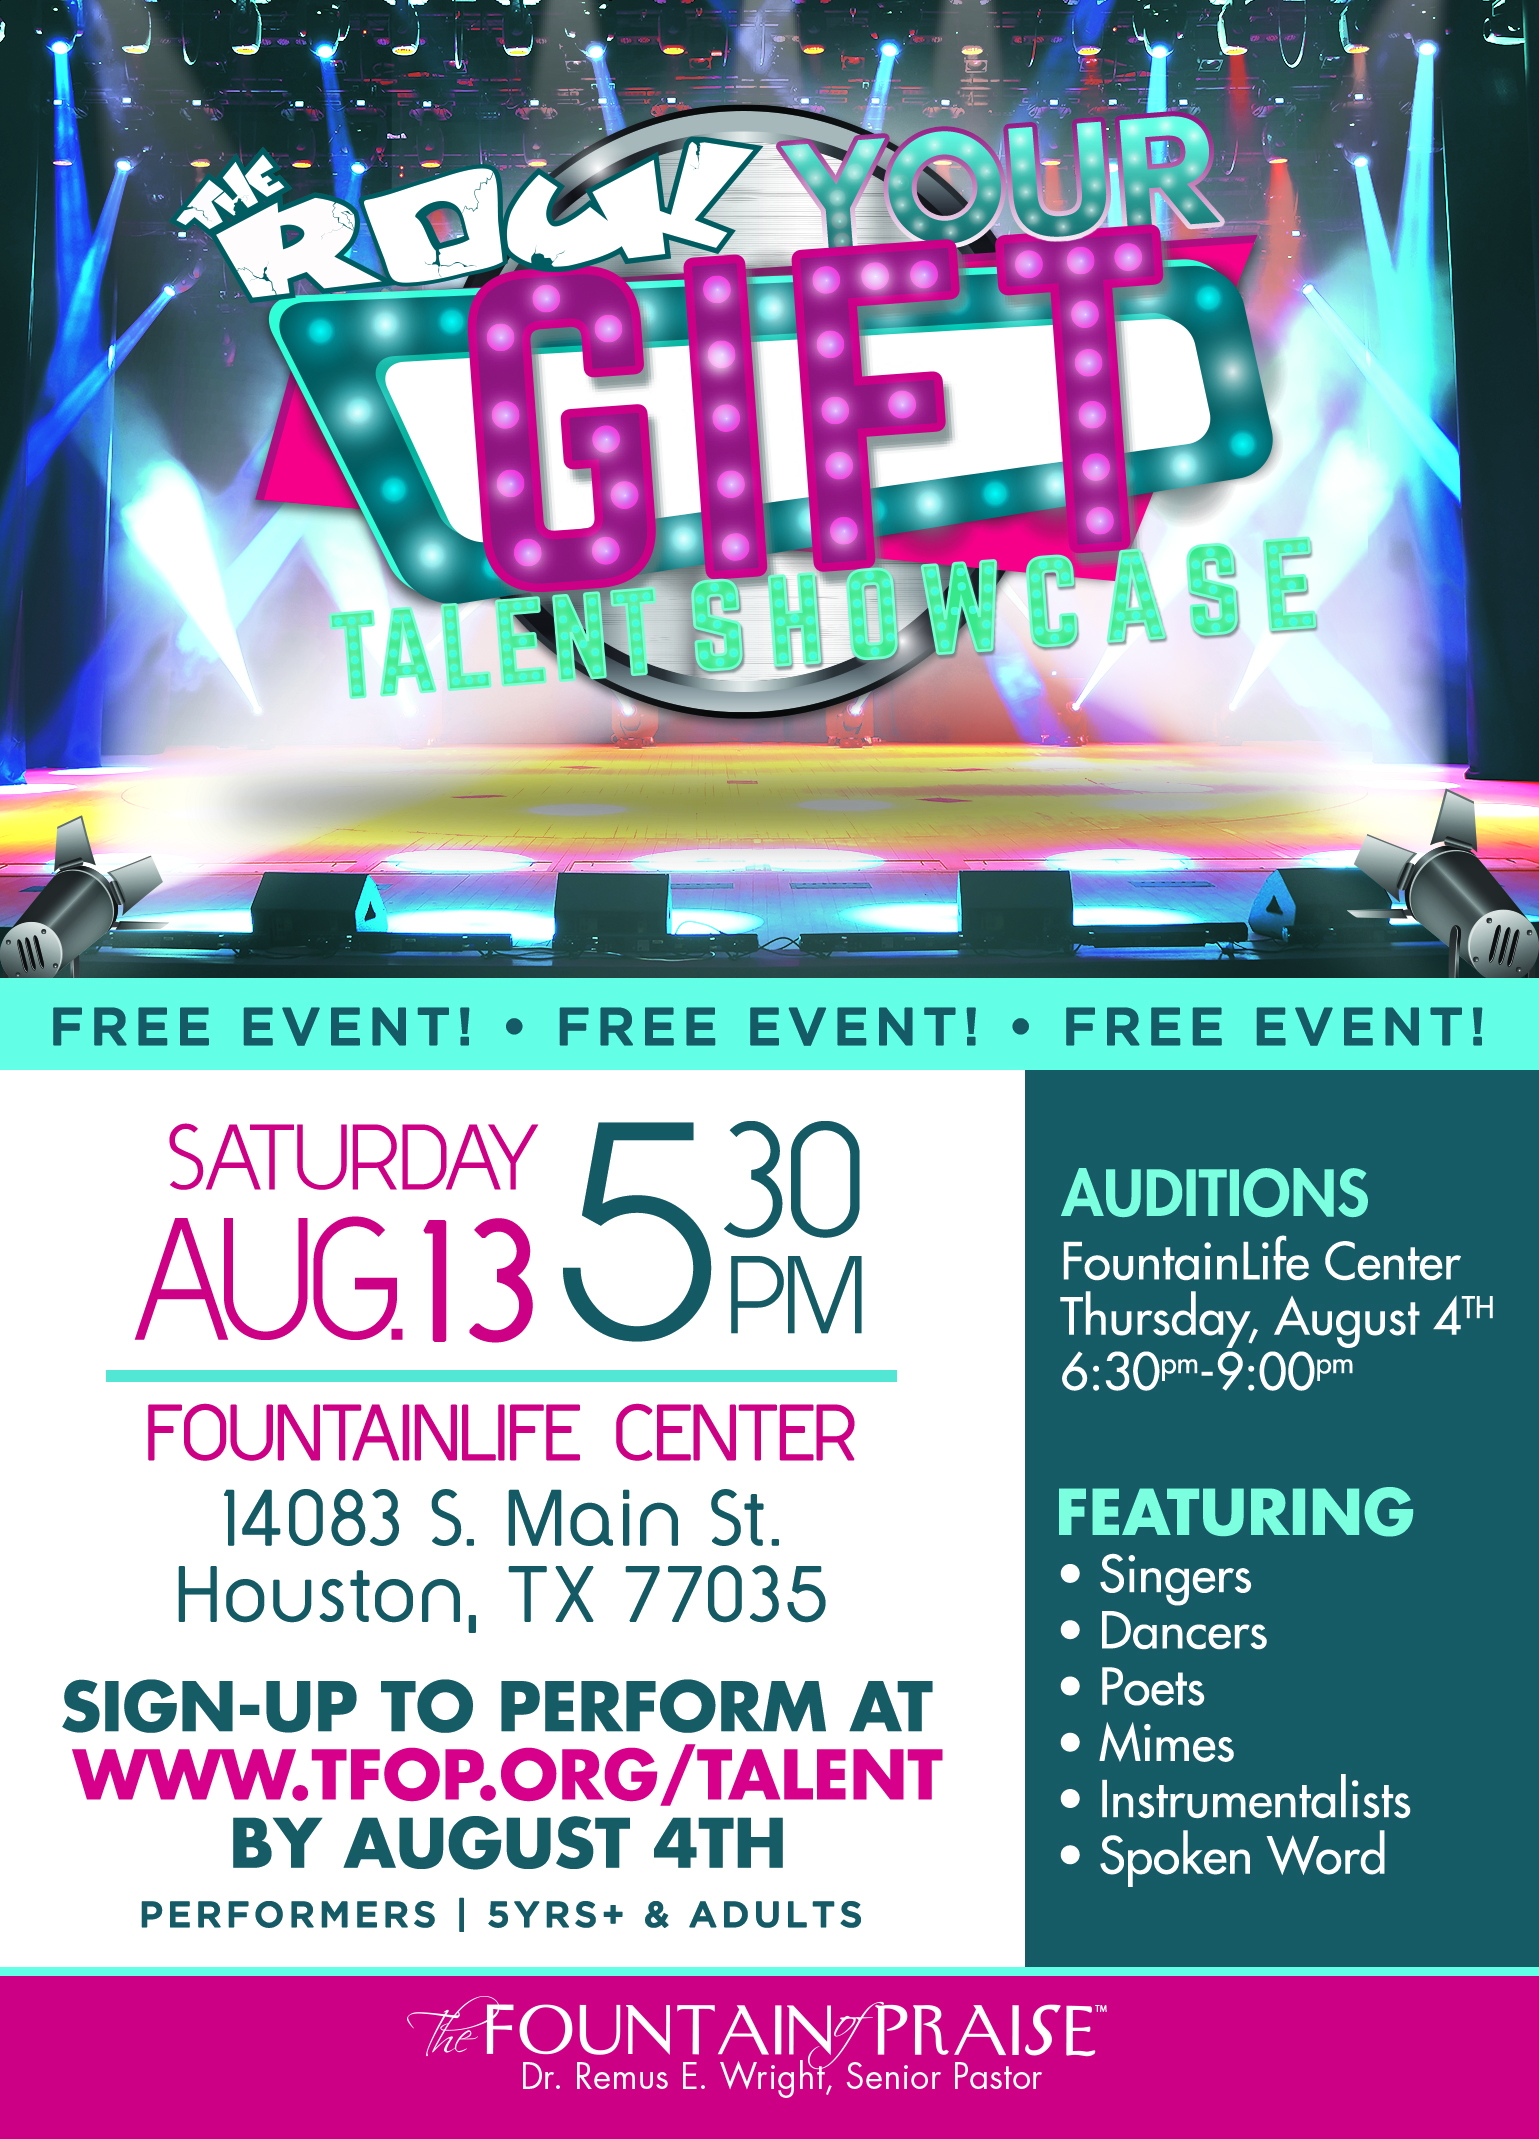 THE ROCK YOUR
GIFT
TALENT SHOWCASE
FREE EVENT! • FREE EVENT! • FREE EVENT!
SATURDAY
AUG.13
5 30
PM
FOUNTAINLIFE CENTER
14083 S. Main St.
Houston, TX 77035
SIGN-UP TO PERFORM AT
WWW.TFOP.ORG/TALENT
BY AUGUST 4TH
PERFORMERS | 5YRS+ & ADULTS
AUDITIONS
FountainLife Center
Thursday, August 4TH
6:30pm-9:00pm
FEATURING
• Singers
• Dancers
• Poets
• Mimes
• Instrumentalists
• Spoken Word
The FOUNTAIN of PRAISE™
Dr. Remus E. Wright, Senior Pastor